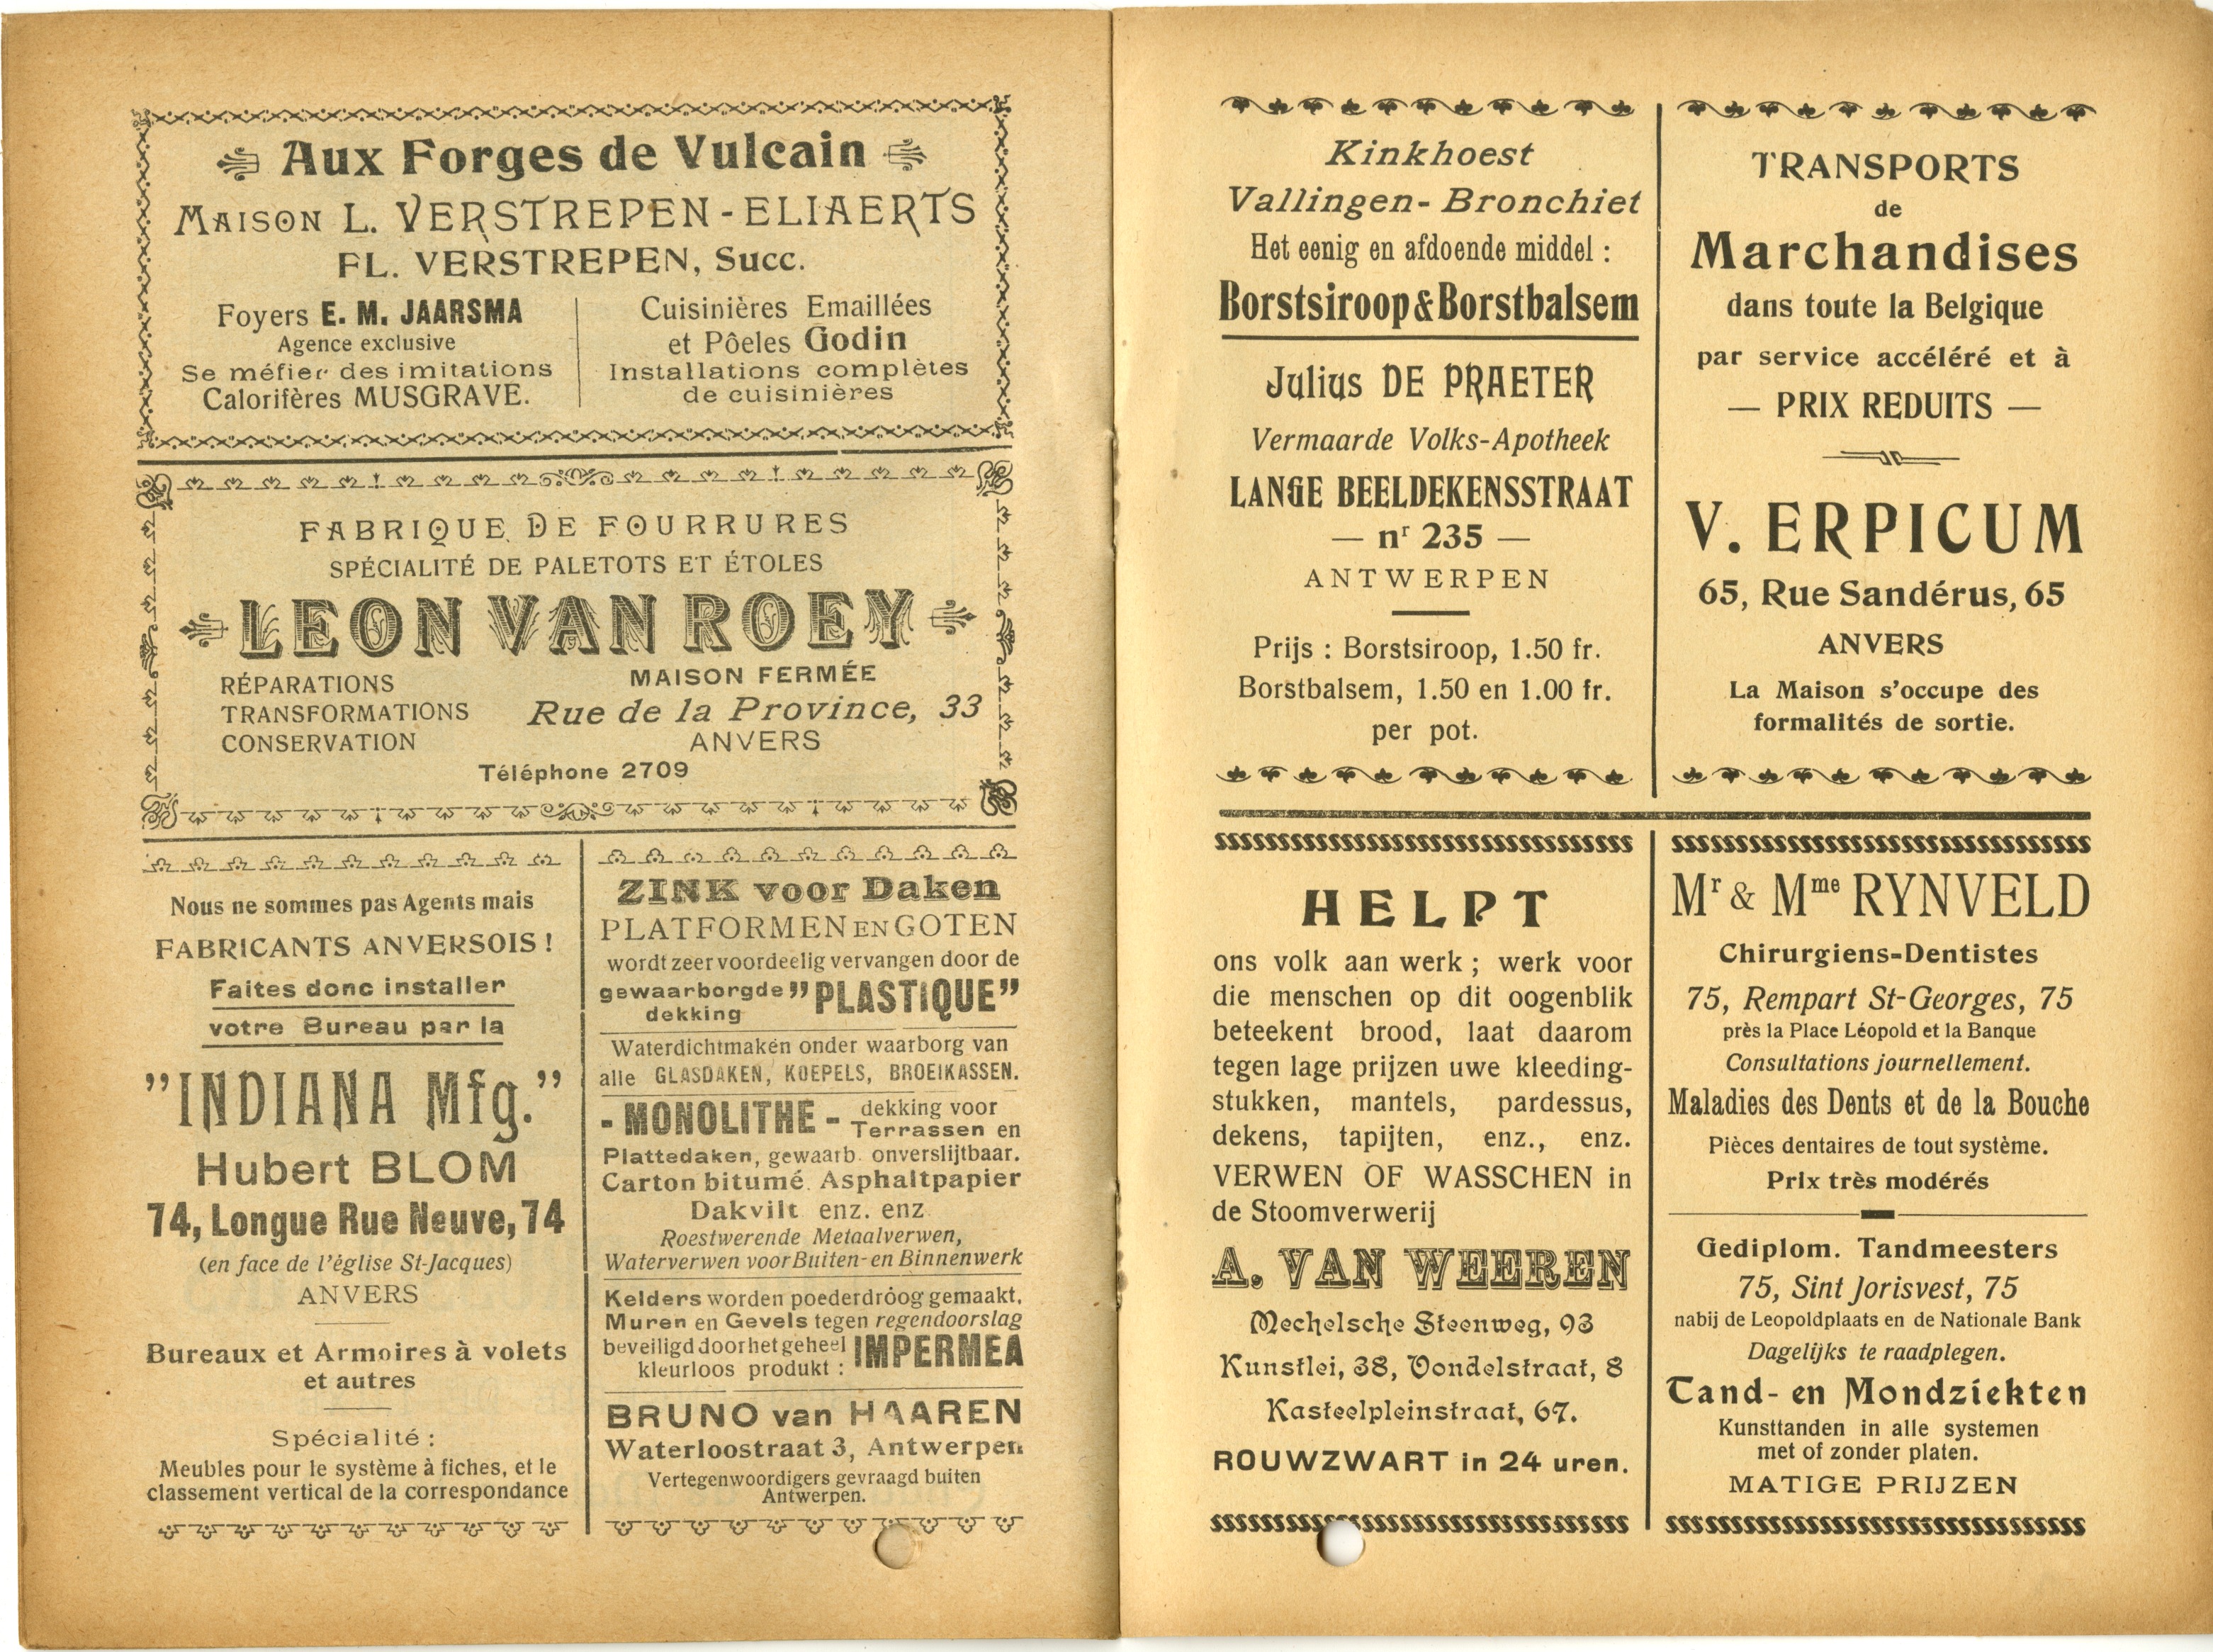 Aux Forges de Vulcain
MAISON L. VERSTREPEN-ELIAERTS
FL. VERSTREPEN, Succ.
Foyers E. M. JAARSMA
Agence exclusive
Se méfier des imitations
Calorifères MUSGRAVE.
Cuisinières Emaillées
et Pôeles Godin
Installations complètes
de cuisinières
FABRIQUE DE FOURRURES
SPÉCIALITÉ DE PALETOTS ET ÉTOLES
LEON VAN ROEY
RÉPARATIONS
TRANSFORMATIONS
CONSERVATION
MAISON FERMÉE
Rue de la Province, 33
ANVERS
Téléphone 2709
Nous ne sommes pas Agents mais
FABRICANTS ANVERSOIS !
Faites donc installer
votre Bureau par la
"INDIANA Mfg."
Hubert BLOM
74, Longue Rue Neuve, 74
(en face de l'église St-Jacques)
ANVERS
Bureaux et Armoires à volets
et autres
Spécialité :
Meubles pour le système à fiches, et le
classement vertical de la correspondance
ZINK voor Daken
PLATFORMEN EN GOTEN
wordt zeer voordeelig vervangen door de
gewaarborgde dekking "PLASTIQUE"
Waterdichtmaken onder waarborg van
alle GLASDAKEN, KOEPELS, BROEIKASSEN.
- MONOLITHE - dekking voor
Terrassen en
Plattedaken, gewaarb. onverslijtbaar.
Carton bitumé. Asphaltpapier
Dakvilt enz. enz.
Roestwerende Metaalverwen,
Waterverwen voor Buiten- en Binnenwerk
Kelders worden poederdroog gemaakt,
Muren en Gevels tegen regendoorslag
beveiligd door het geheel
kleurloos produkt : IMPERMEA
BRUNO van HAAREN
Waterloostraat 3, Antwerpen
Vertegenwoordigers gevraagd buiten
Antwerpen.
Kinkhoest
Vallingen- Bronchiet
Het eenig en afdoende middel :
Borstsiroop & Borstbalsem
Julius DE PRAETER
Vermaarde Volks-Apotheek
LANGE BEELDEKENSSTRAAT
— nr 235 —
ANTWERPEN
Prijs : Borstsiroop, 1.50 fr.
Borstbalsem, 1.50 en 1.00 fr.
per pot.
TRANSPORTS
de
Marchandises
dans toute la Belgique
par service accéléré et à
— PRIX REDUITS —
V. ERPICUM
65, Rue Sandérus, 65
ANVERS
La Maison s'occupe des
formalités de sortie.
HELPT
ons volk aan werk ; werk voor
die menschen op dit oogenblik
beteekent brood, laat daarom
tegen lage prijzen uwe kleeding-
stukken, mantels, pardessus,
dekens, tapijten, enz., enz.
VERWEN OF WASSCHEN in
de Stoomverwerij
A. VAN WEEREN
Mechelsche Steenweg, 93
Kunstlei, 38, Vondelstraat, 8
Kasteelpleinstraat, 67.
ROUWZWART in 24 uren.
Mr & Mme RYNVELD
Chirurgiens-Dentistes
75, Rempart St-Georges, 75
près la Place Léopold et la Banque
Consultations journellement.
Maladies des Dents et de la Bouche
Pièces dentaires de tout système.
Prix très modérés
Gediplom. Tandmeesters
75, Sint Jorisvest, 75
nabij de Leopoldplaats en de Nationale Bank
Dagelijks te raadplegen.
Tand- en Mondziekten
Kunsttanden in alle systemen
met of zonder platen.
MATIGE PRIJZEN